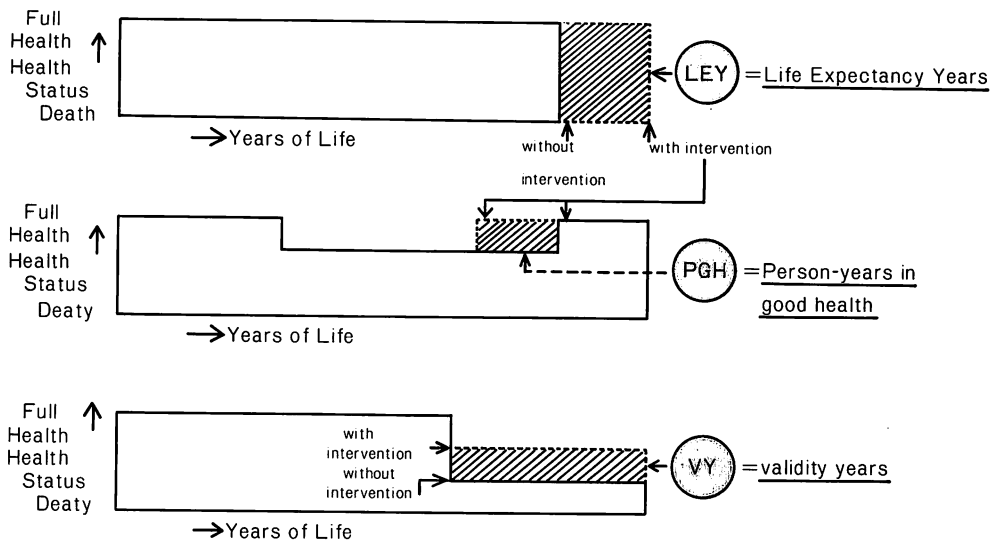 Full
Health
Health
Status
Death
LEY = Life Expectancy Years
Years of Life
without
intervention
with intervention
Full
Health
Health
Status
Deaty
PGH = Person-years in
good health
Years of Life
Full
Health
Health
Status
Deaty
with
intervention
without
intervention
VY = validity years
Years of Life